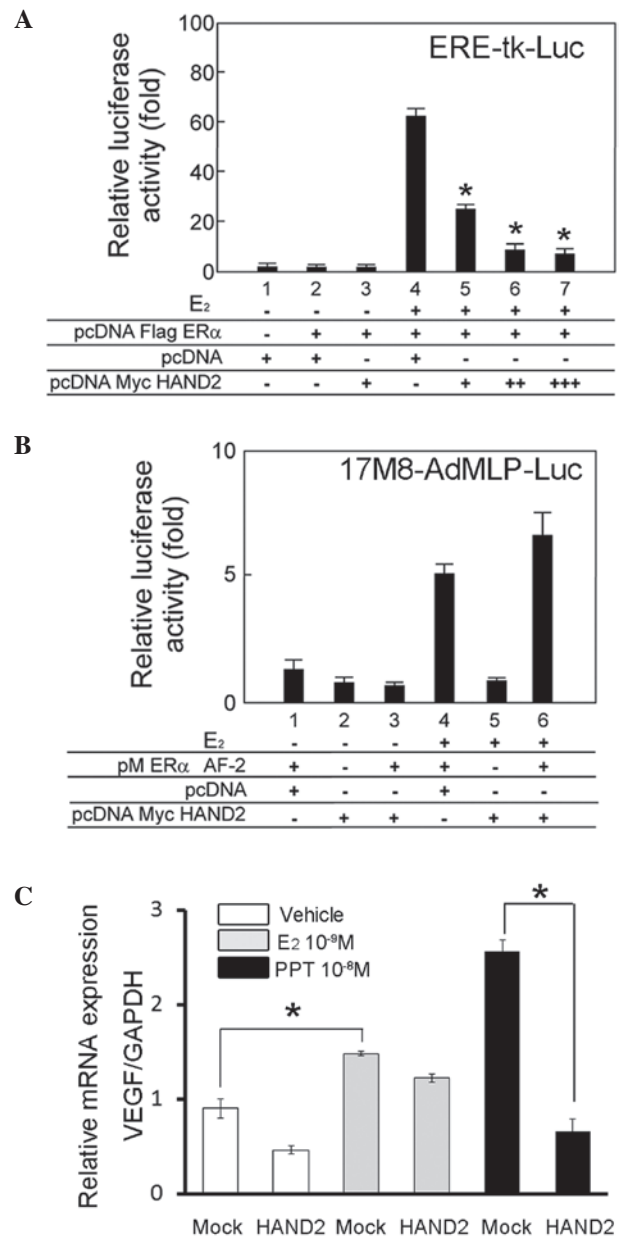 A
Relative luciferase
activity (fold)
100
80
60
40
20
0
ERE-tk-Luc
*
*
*
1 2 3 4 5 6 7
E₂ - - - + + + +
pcDNA Flag ERα - + + + + + +
pcDNA + + - + - - -
pcDNA Myc HAND2 - - + - + ++ +++
B
Relative luciferase
activity (fold)
10
5
0
17M8-AdMLP-Luc
1 2 3 4 5 6
E₂ - - - + + +
pM ERα AF-2 + - + + - +
pcDNA + - - + - -
pcDNA Myc HAND2 - + + - + +
C
Relative mRNA expression
VEGF/GAPDH
3
2
1
0
Vehicle
E₂ 10⁻⁹M
PPT 10⁻⁸M
*
*
Mock HAND2 Mock HAND2 Mock HAND2